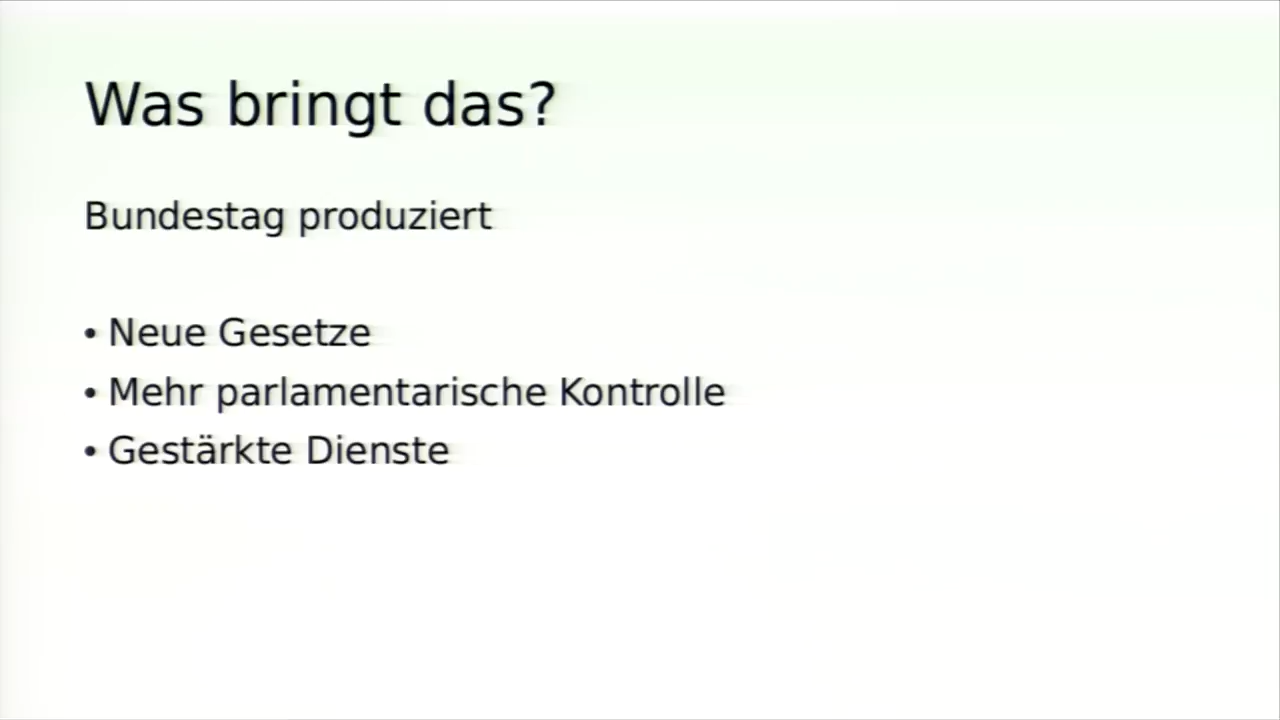 Was bringt das?
Bundestag produziert
• Neue Gesetze
• Mehr parlamentarische Kontrolle
• Gestärkte Dienste